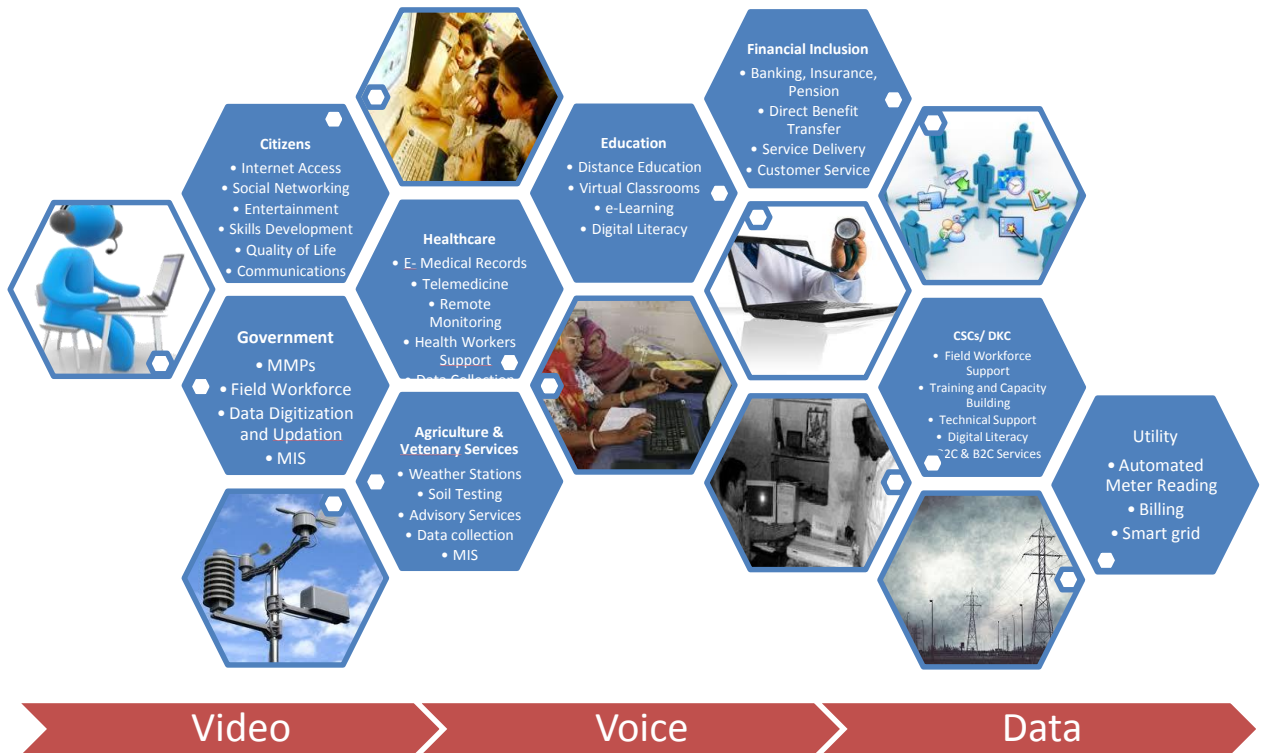 Financial Inclusion
• Banking, Insurance,
Pension
• Direct Benefit
Transfer
• Service Delivery
• Customer Service
Citizens
• Internet Access
• Social Networking
• Entertainment
• Skills Development
• Quality of Life
• Communications
Education
• Distance Education
• Virtual Classrooms
• e-Learning
• Digital Literacy
Healthcare
• E- Medical Records
• Telemedicine
• Remote
Monitoring
• Health Workers
Support
• Data Collection
Government
• MMPs
• Field Workforce
• Data Digitization
and Updation
• MIS
CSCs/ DKC
• Field Workforce
Support
• Training and Capacity
Building
• Technical Support
• Digital Literacy
& B2C Services
Agriculture &
Vetenary Services
• Weather Stations
• Soil Testing
• Advisory Services
• Data collection
• MIS
Utility
• Automated
Meter Reading
• Billing
• Smart grid
Video
Voice
Data